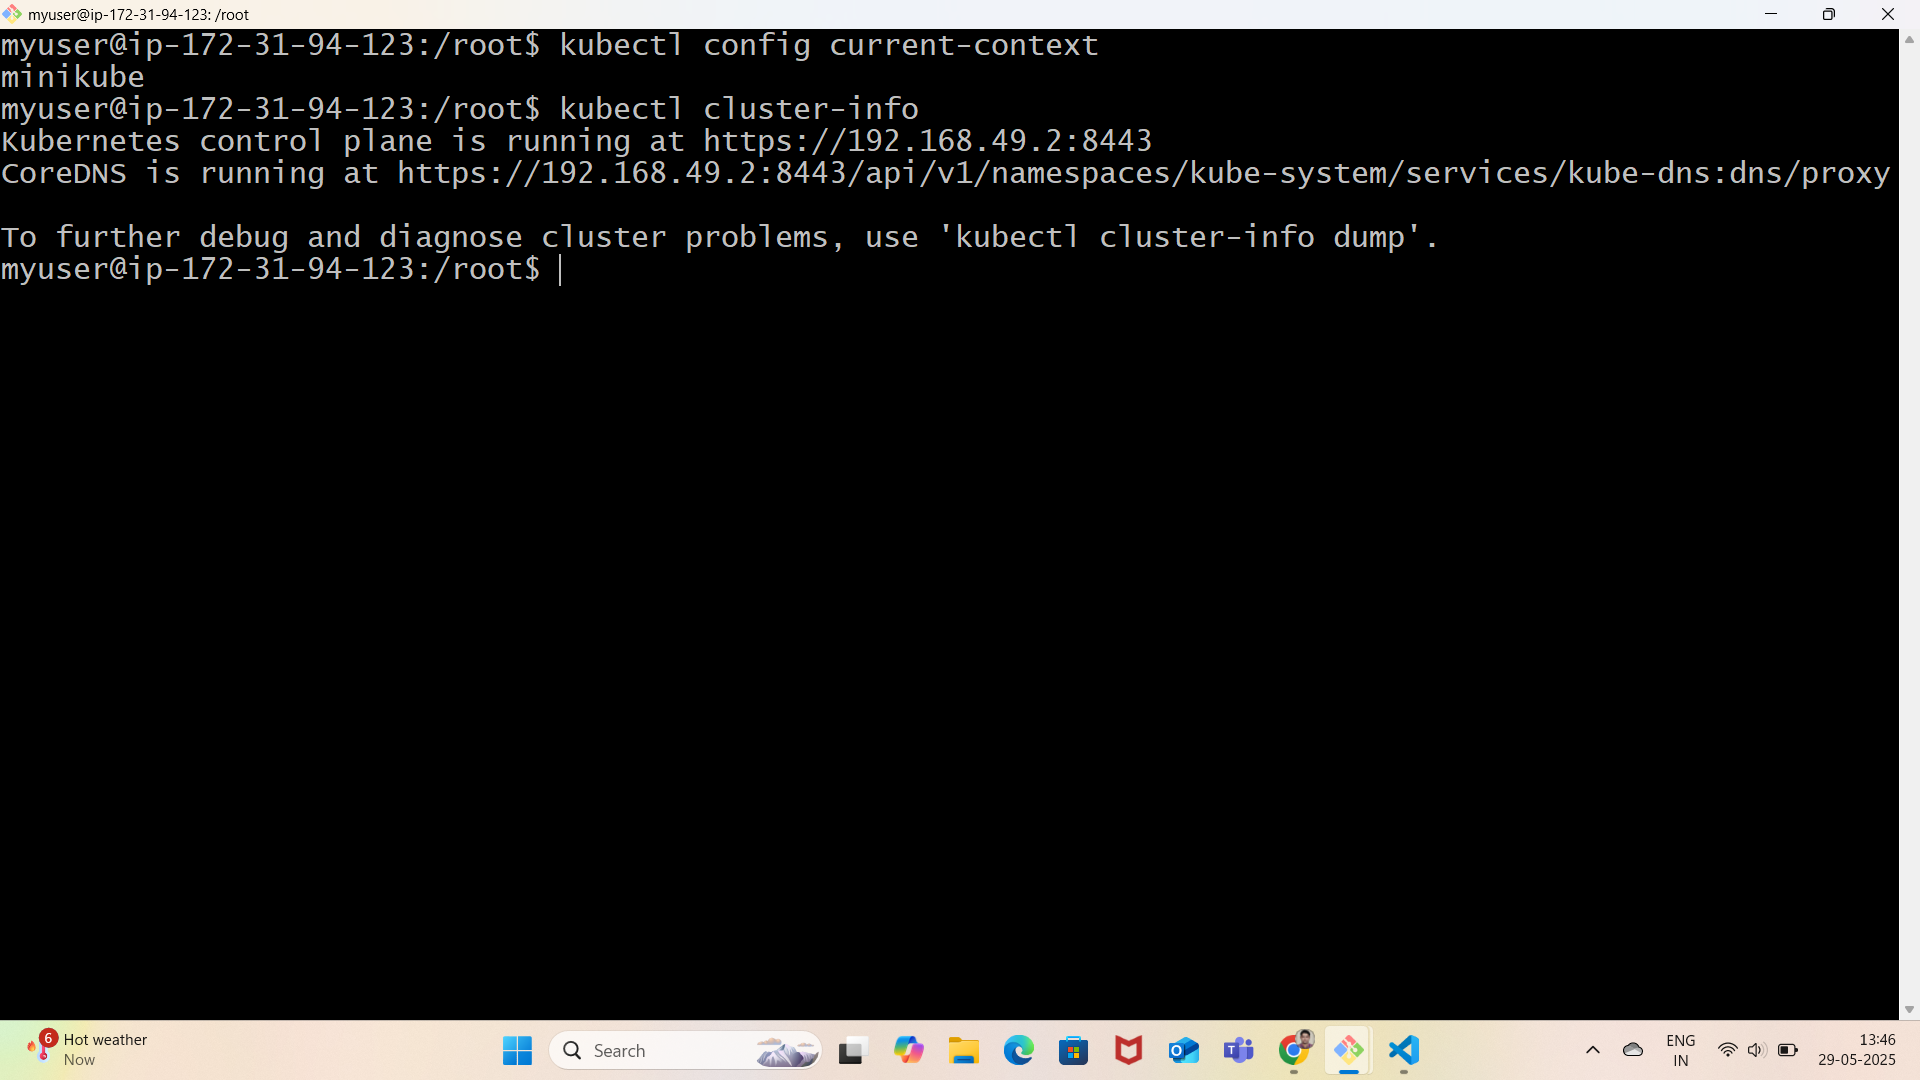 myuser@ip-172-31-94-123: /root
myuser@ip-172-31-94-123:/root$ kubectl config current-context
minikube
myuser@ip-172-31-94-123:/root$ kubectl cluster-info
Kubernetes control plane is running at https://192.168.49.2:8443
CoreDNS is running at https://192.168.49.2:8443/api/v1/namespaces/kube-system/services/kube-dns:dns/proxy
To further debug and diagnose cluster problems, use 'kubectl cluster-info dump'.
myuser@ip-172-31-94-123:/root$
6
Hot weather
Now
Search
ENG
IN
13:46
29-05-2025